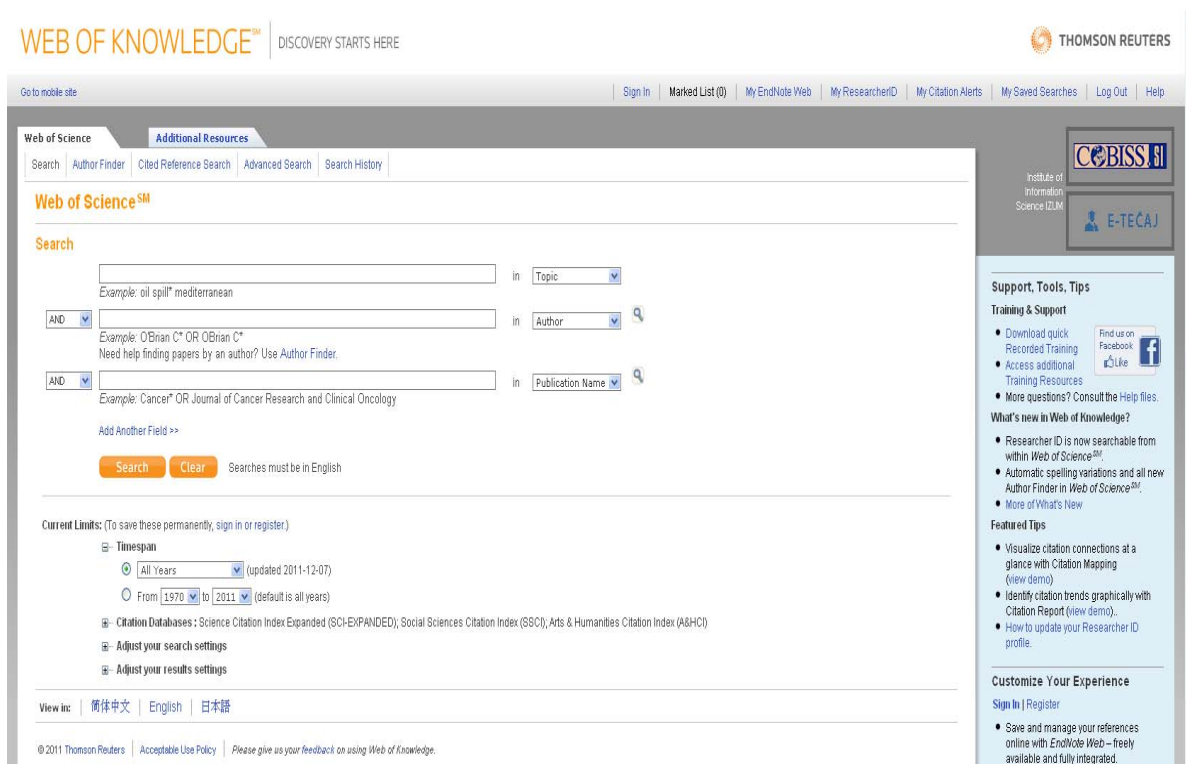 WEB OF KNOWLEDGE℠ DISCOVERY STARTS HERE
THOMSON REUTERS
Go to mobile site
Sign In | Marked List (0) | My EndNote Web | My ResearcherID | My Citation Alerts | My Saved Searches | Log Out | Help
Web of Science
Additional Resources
Search | Author Finder | Cited Reference Search | Advanced Search | Search History
Web of Science℠
Search
in Topic
Example: oil spill* mediterranean
AND in Author
Example: O'Brian C* OR OBrian C*
Need help finding papers by an author? Use Author Finder.
AND in Publication Name
Example: Cancer* OR Journal of Cancer Research and Clinical Oncology
Add Another Field >>
Search Clear Searches must be in English
Current Limits: (To save these permanently, sign in or register.)
Timespan
All Years (updated 2011-12-07)
From 1970 to 2011 (default is all years)
Citation Databases: Science Citation Index Expanded (SCI-EXPANDED); Social Sciences Citation Index (SSCI); Arts & Humanities Citation Index (A&HCI)
Adjust your search settings
Adjust your results settings
View in: | 简体中文 | English | 日本語
© 2011 Thomson Reuters | Acceptable Use Policy | Please give us your feedback on using Web of Knowledge.
Institute of
Information
Science IZUM
COBISS.SI
E-TEČAJ
Support, Tools, Tips
Training & Support
Download quick
Recorded Training
Access additional
Training Resources
More questions? Consult the Help files.
Find us on
Facebook
Like
What's new in Web of Knowledge?
Researcher ID is now searchable from
within Web of Science℠.
Automatic spelling variations and all new
Author Finder in Web of Science℠.
More of What's New
Featured Tips
Visualize citation connections at a
glance with Citation Mapping
(view demo)
Identify citation trends graphically with
Citation Report (view demo)..
How to update your Researcher ID
profile.
Customize Your Experience
Sign In | Register
Save and manage your references
online with EndNote Web – freely
available and fully integrated.